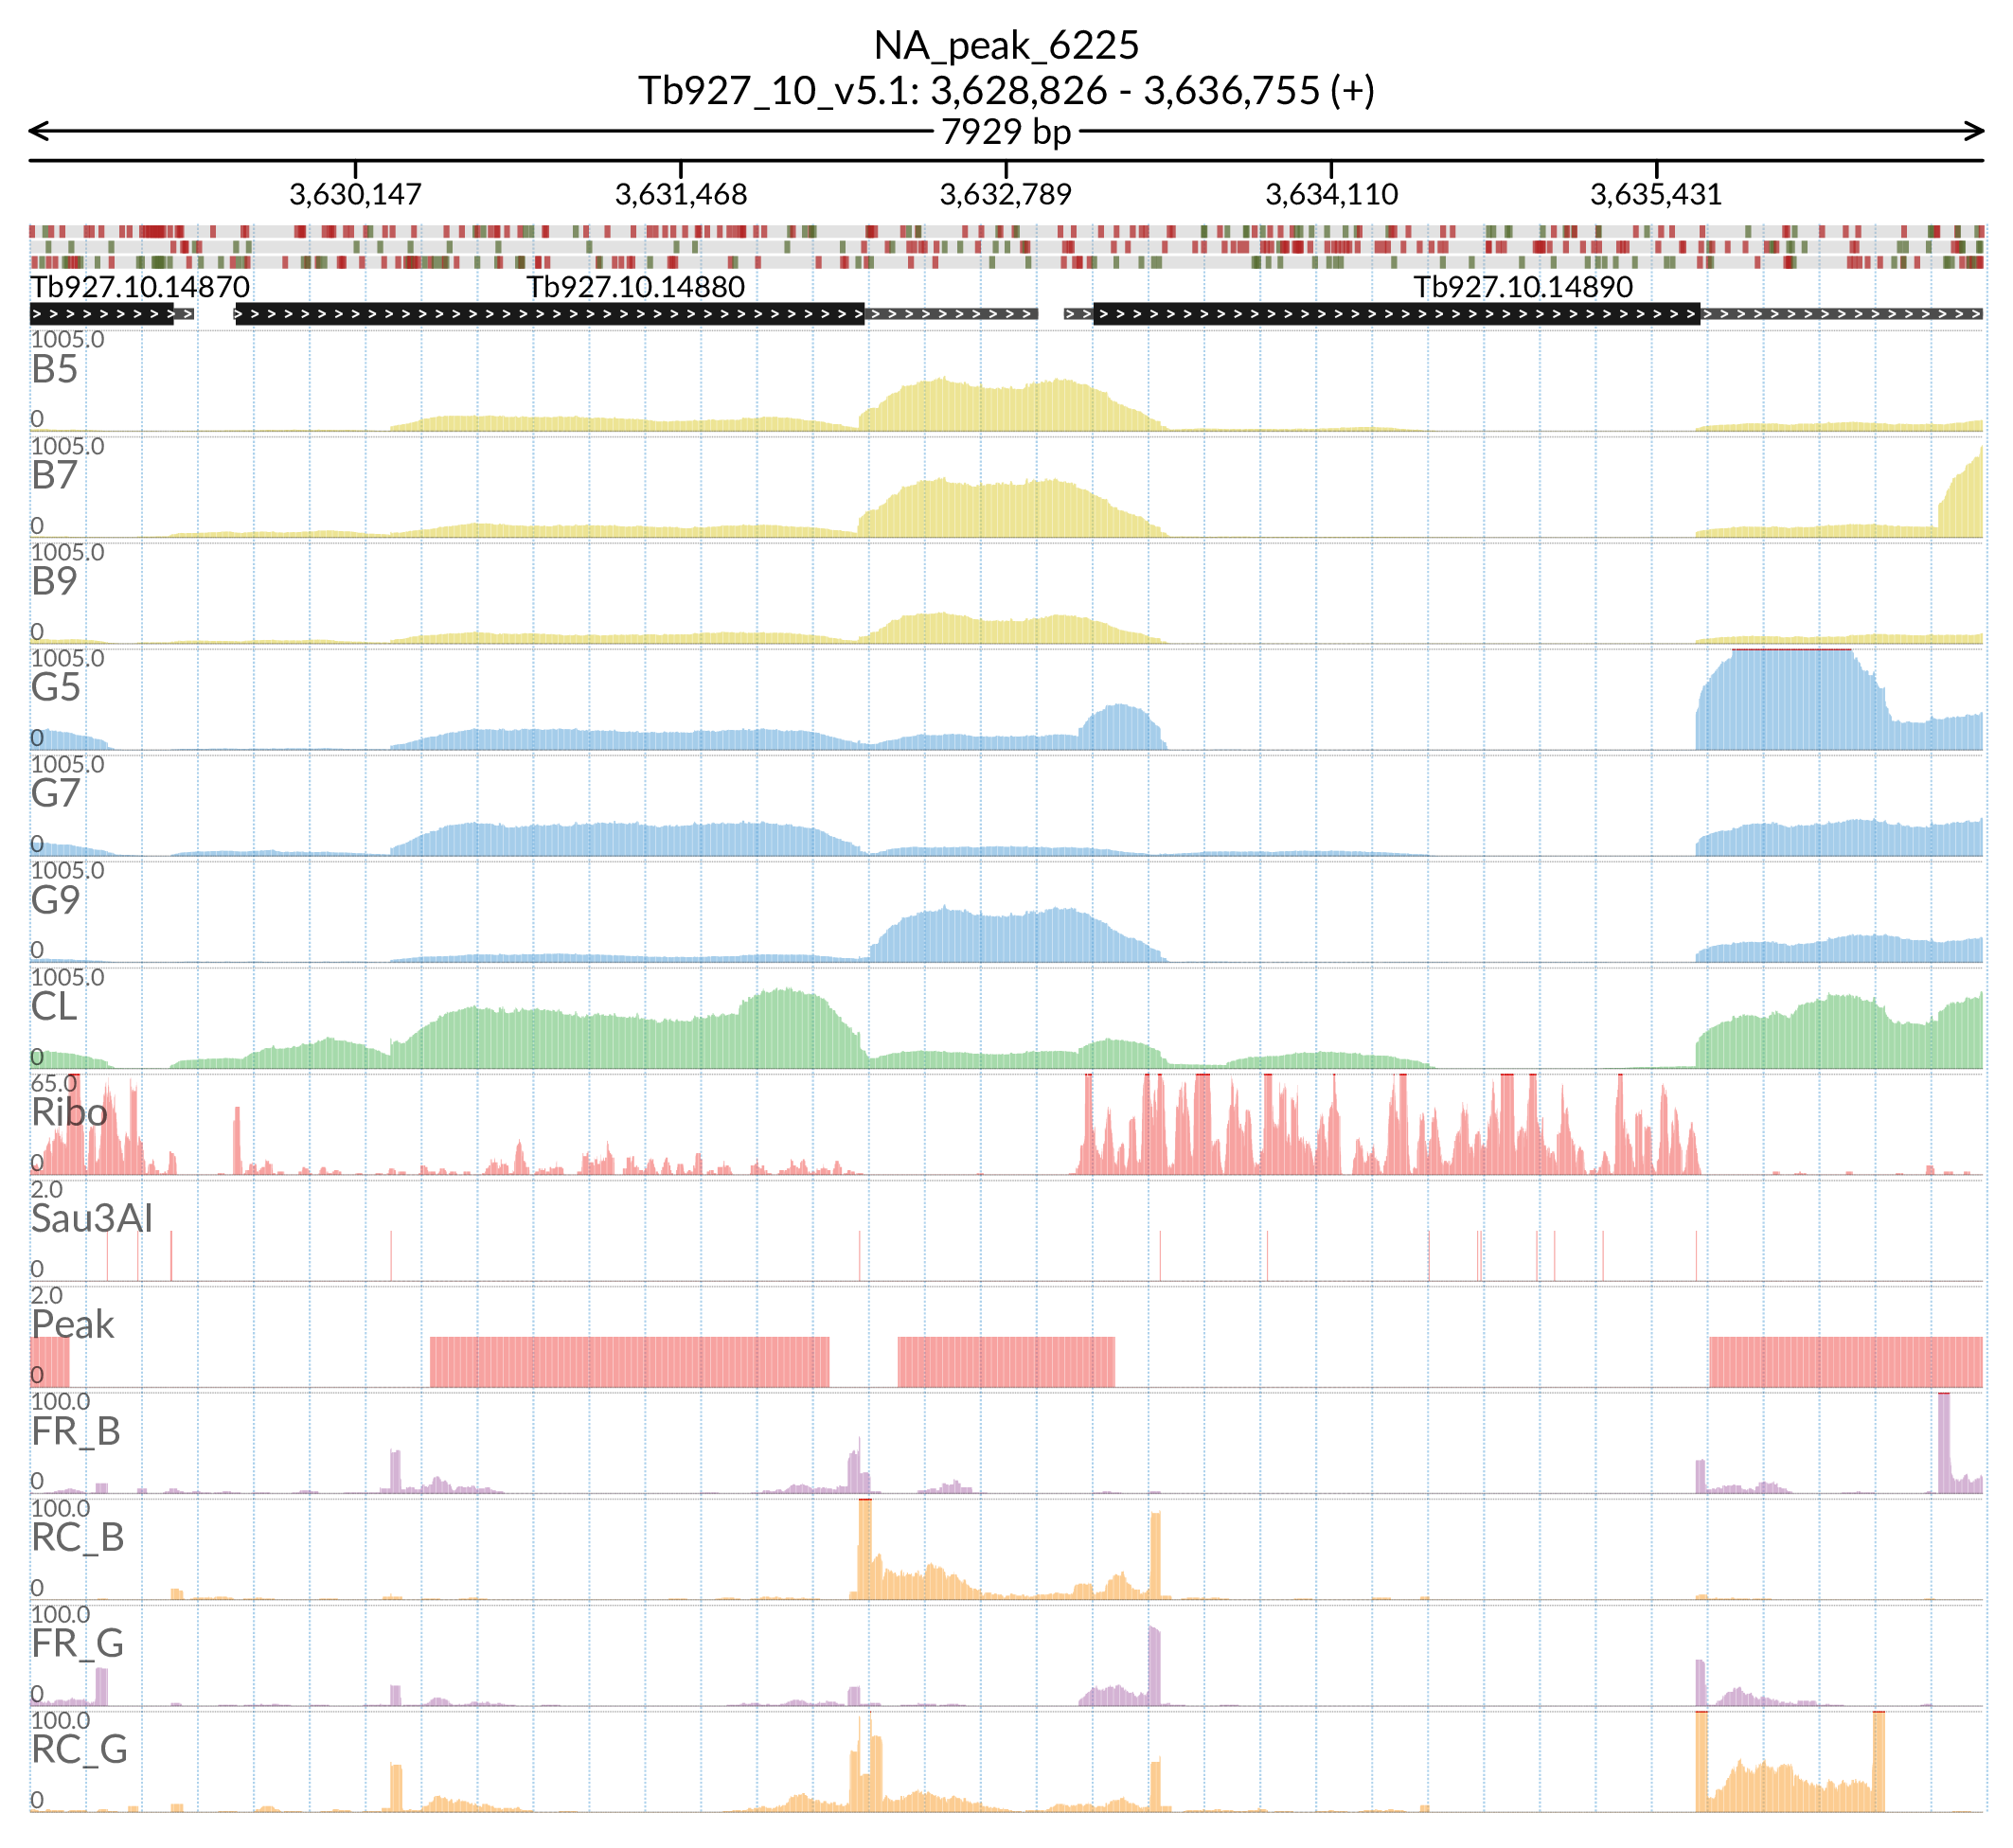 NA_peak_6225
Tb927_10_v5.1: 3,628,826 - 3,636,755 (+)
7929 bp
3,630,147 3,631,468 3,632,789 3,634,110 3,635,431
Tb927.10.14870 Tb927.10.14880 Tb927.10.14890
1005.0
B5
0
1005.0
B7
0
1005.0
B9
0
1005.0
G5
0
1005.0
G7
0
1005.0
G9
0
1005.0
CL
0
65.0
Ribo
0
2.0
Sau3AI
0
2.0
Peak
0
100.0
FR_B
0
100.0
RC_B
0
100.0
FR_G
0
100.0
RC_G
0